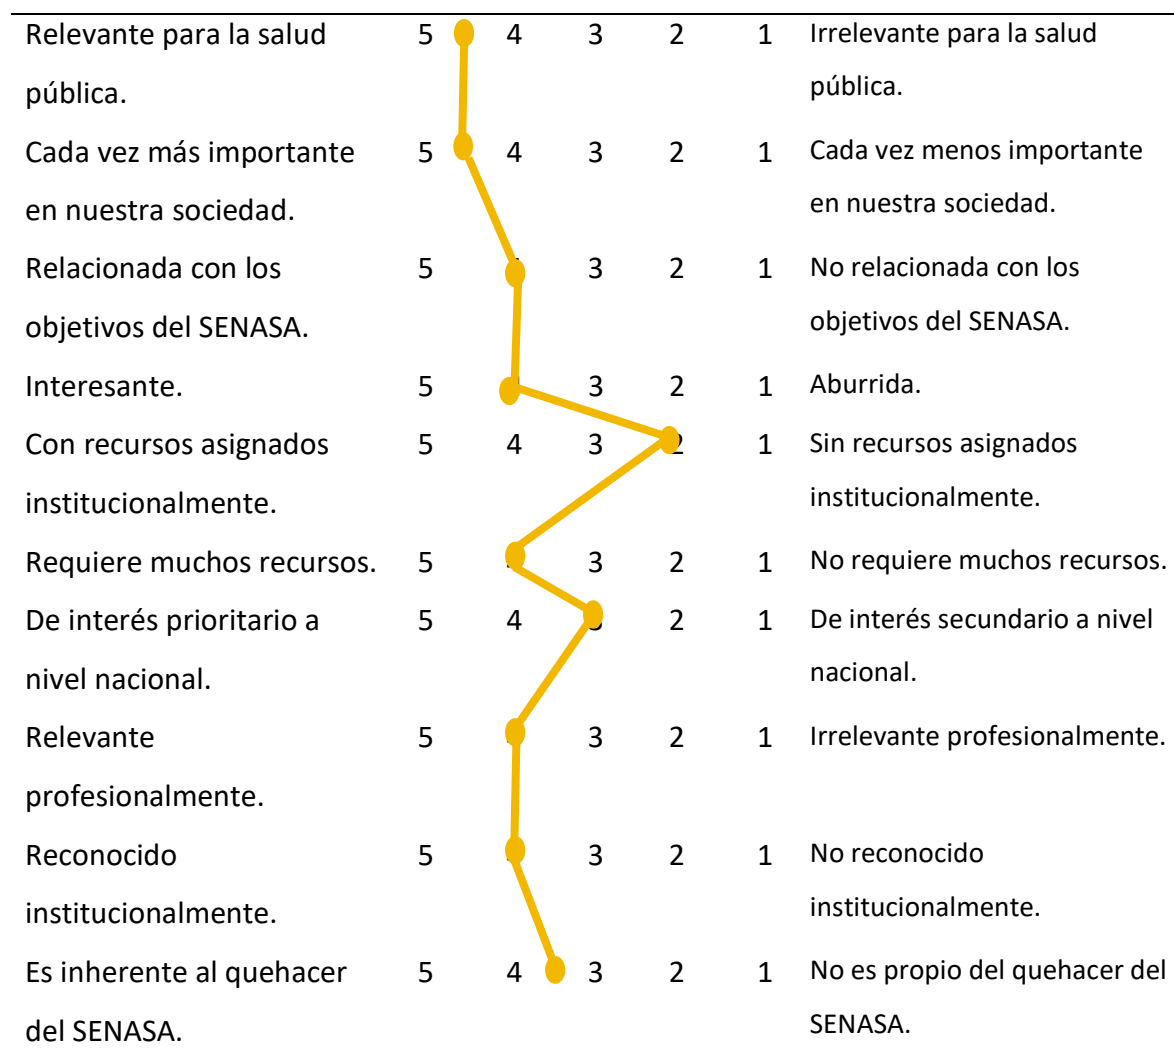 Relevante para la salud 5 4 3 2 1 Irrelevante para la salud
pública. pública.
Cada vez más importante 5 4 3 2 1 Cada vez menos importante
en nuestra sociedad. en nuestra sociedad.
Relacionada con los 5 3 2 1 No relacionada con los
objetivos del SENASA. objetivos del SENASA.
Interesante. 5 3 2 1 Aburrida.
Con recursos asignados 5 4 3 2 1 Sin recursos asignados
institucionalmente. institucionalmente.
Requiere muchos recursos. 5 3 2 1 No requiere muchos recursos.
De interés prioritario a 5 4 3 2 1 De interés secundario a nivel
nivel nacional. nacional.
Relevante 5 3 2 1 Irrelevante profesionalmente.
profesionalmente.
Reconocido 5 3 2 1 No reconocido
institucionalmente. institucionalmente.
Es inherente al quehacer 5 4 3 2 1 No es propio del quehacer del
del SENASA. SENASA.